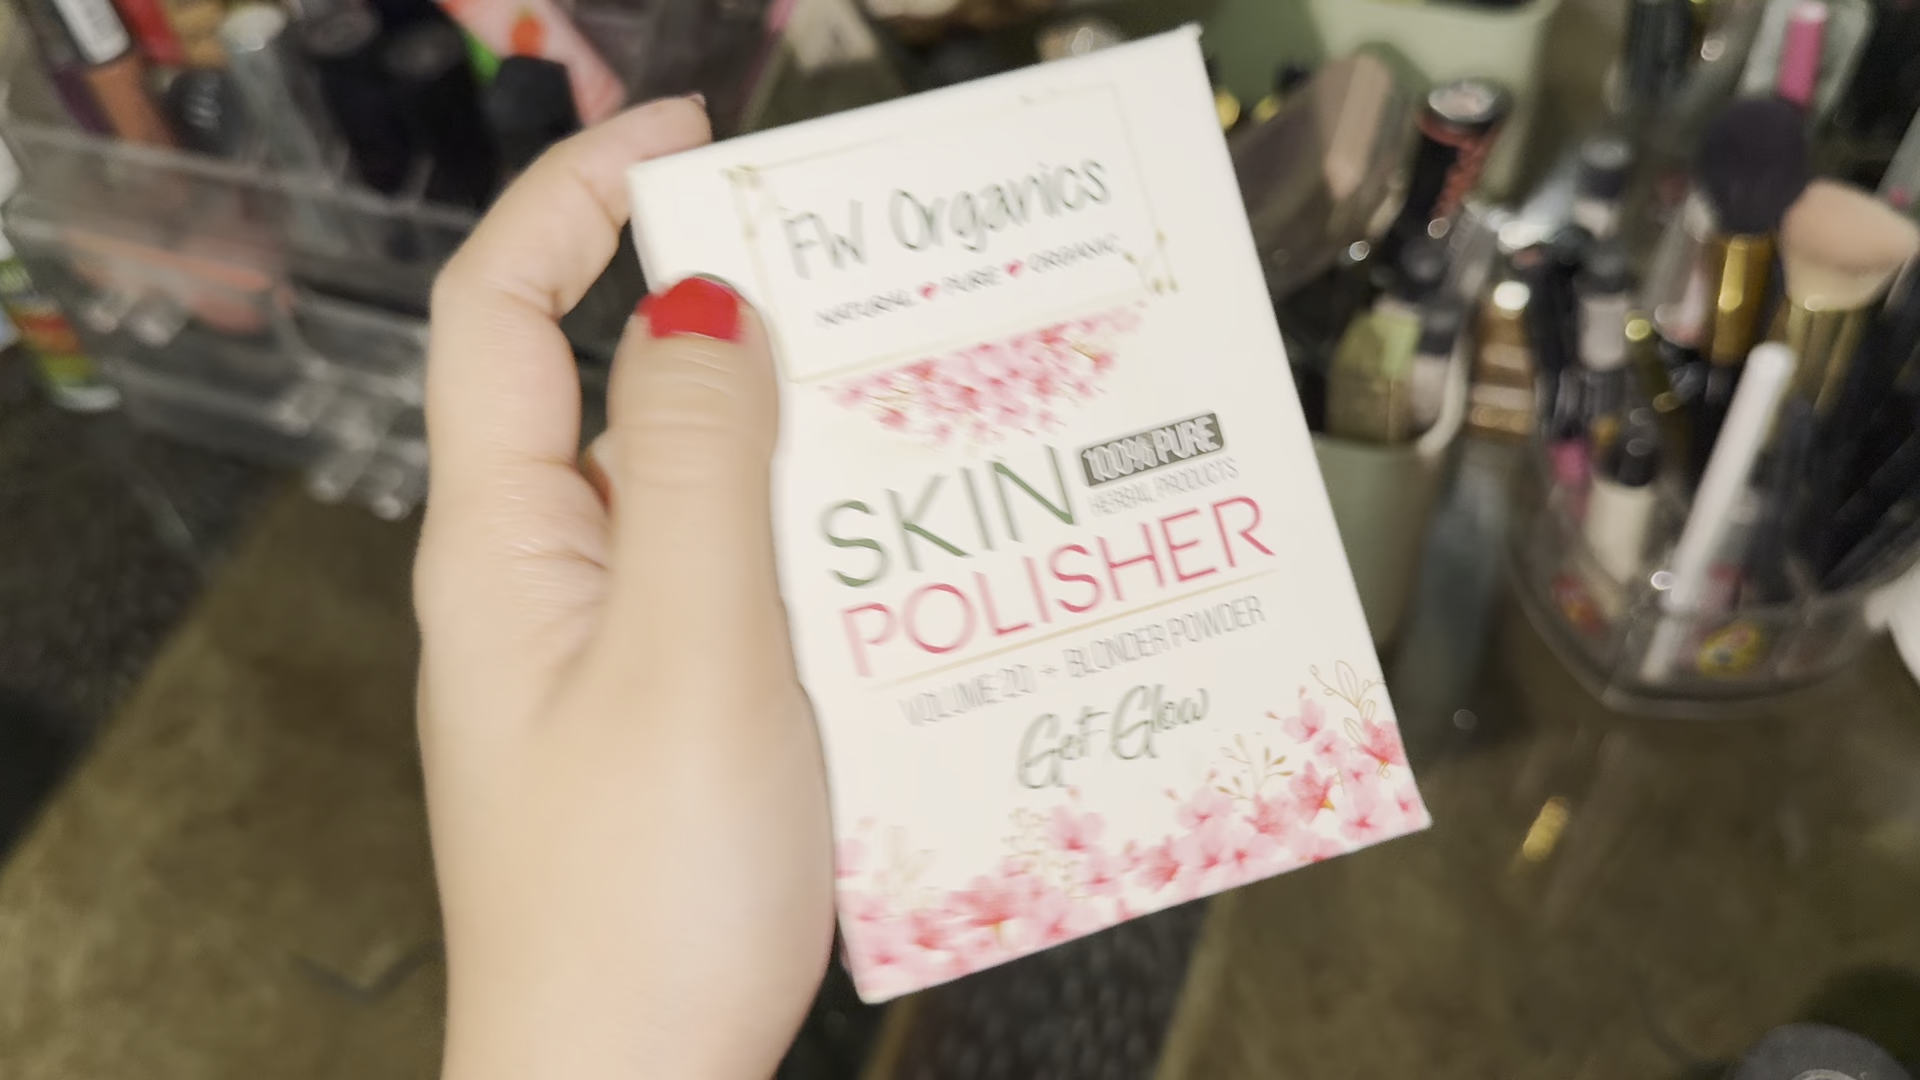 FW Organics
NATURAL ♥ PURE ♥ ORGANIC
SKIN
100% PURE
HERBAL PRODUCTS
POLISHER
VOLUME 20 + BLONDER POWDER
Get Glow